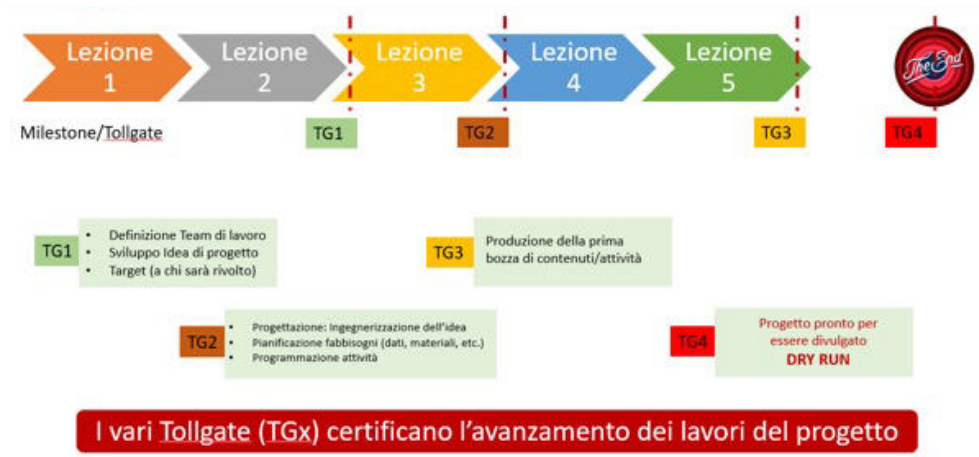 Lezione
1
Lezione
2
Lezione
3
Lezione
4
Lezione
5
The End
Milestone/Tollgate
TG1
TG2
TG3
TG4
TG1
• Definizione Team di lavoro
• Sviluppo Idea di progetto
• Target (a chi sarà rivolto)
TG3
Produzione della prima
bozza di contenuti/attività
TG2
• Progettazione: Ingegnerizzazione dell'idea
• Pianificazione fabbisogni (dati, materiali, etc.)
• Programmazione attività
TG4
Progetto pronto per
essere divulgato
DRY RUN
I vari Tollgate (TGx) certificano l'avanzamento dei lavori del progetto